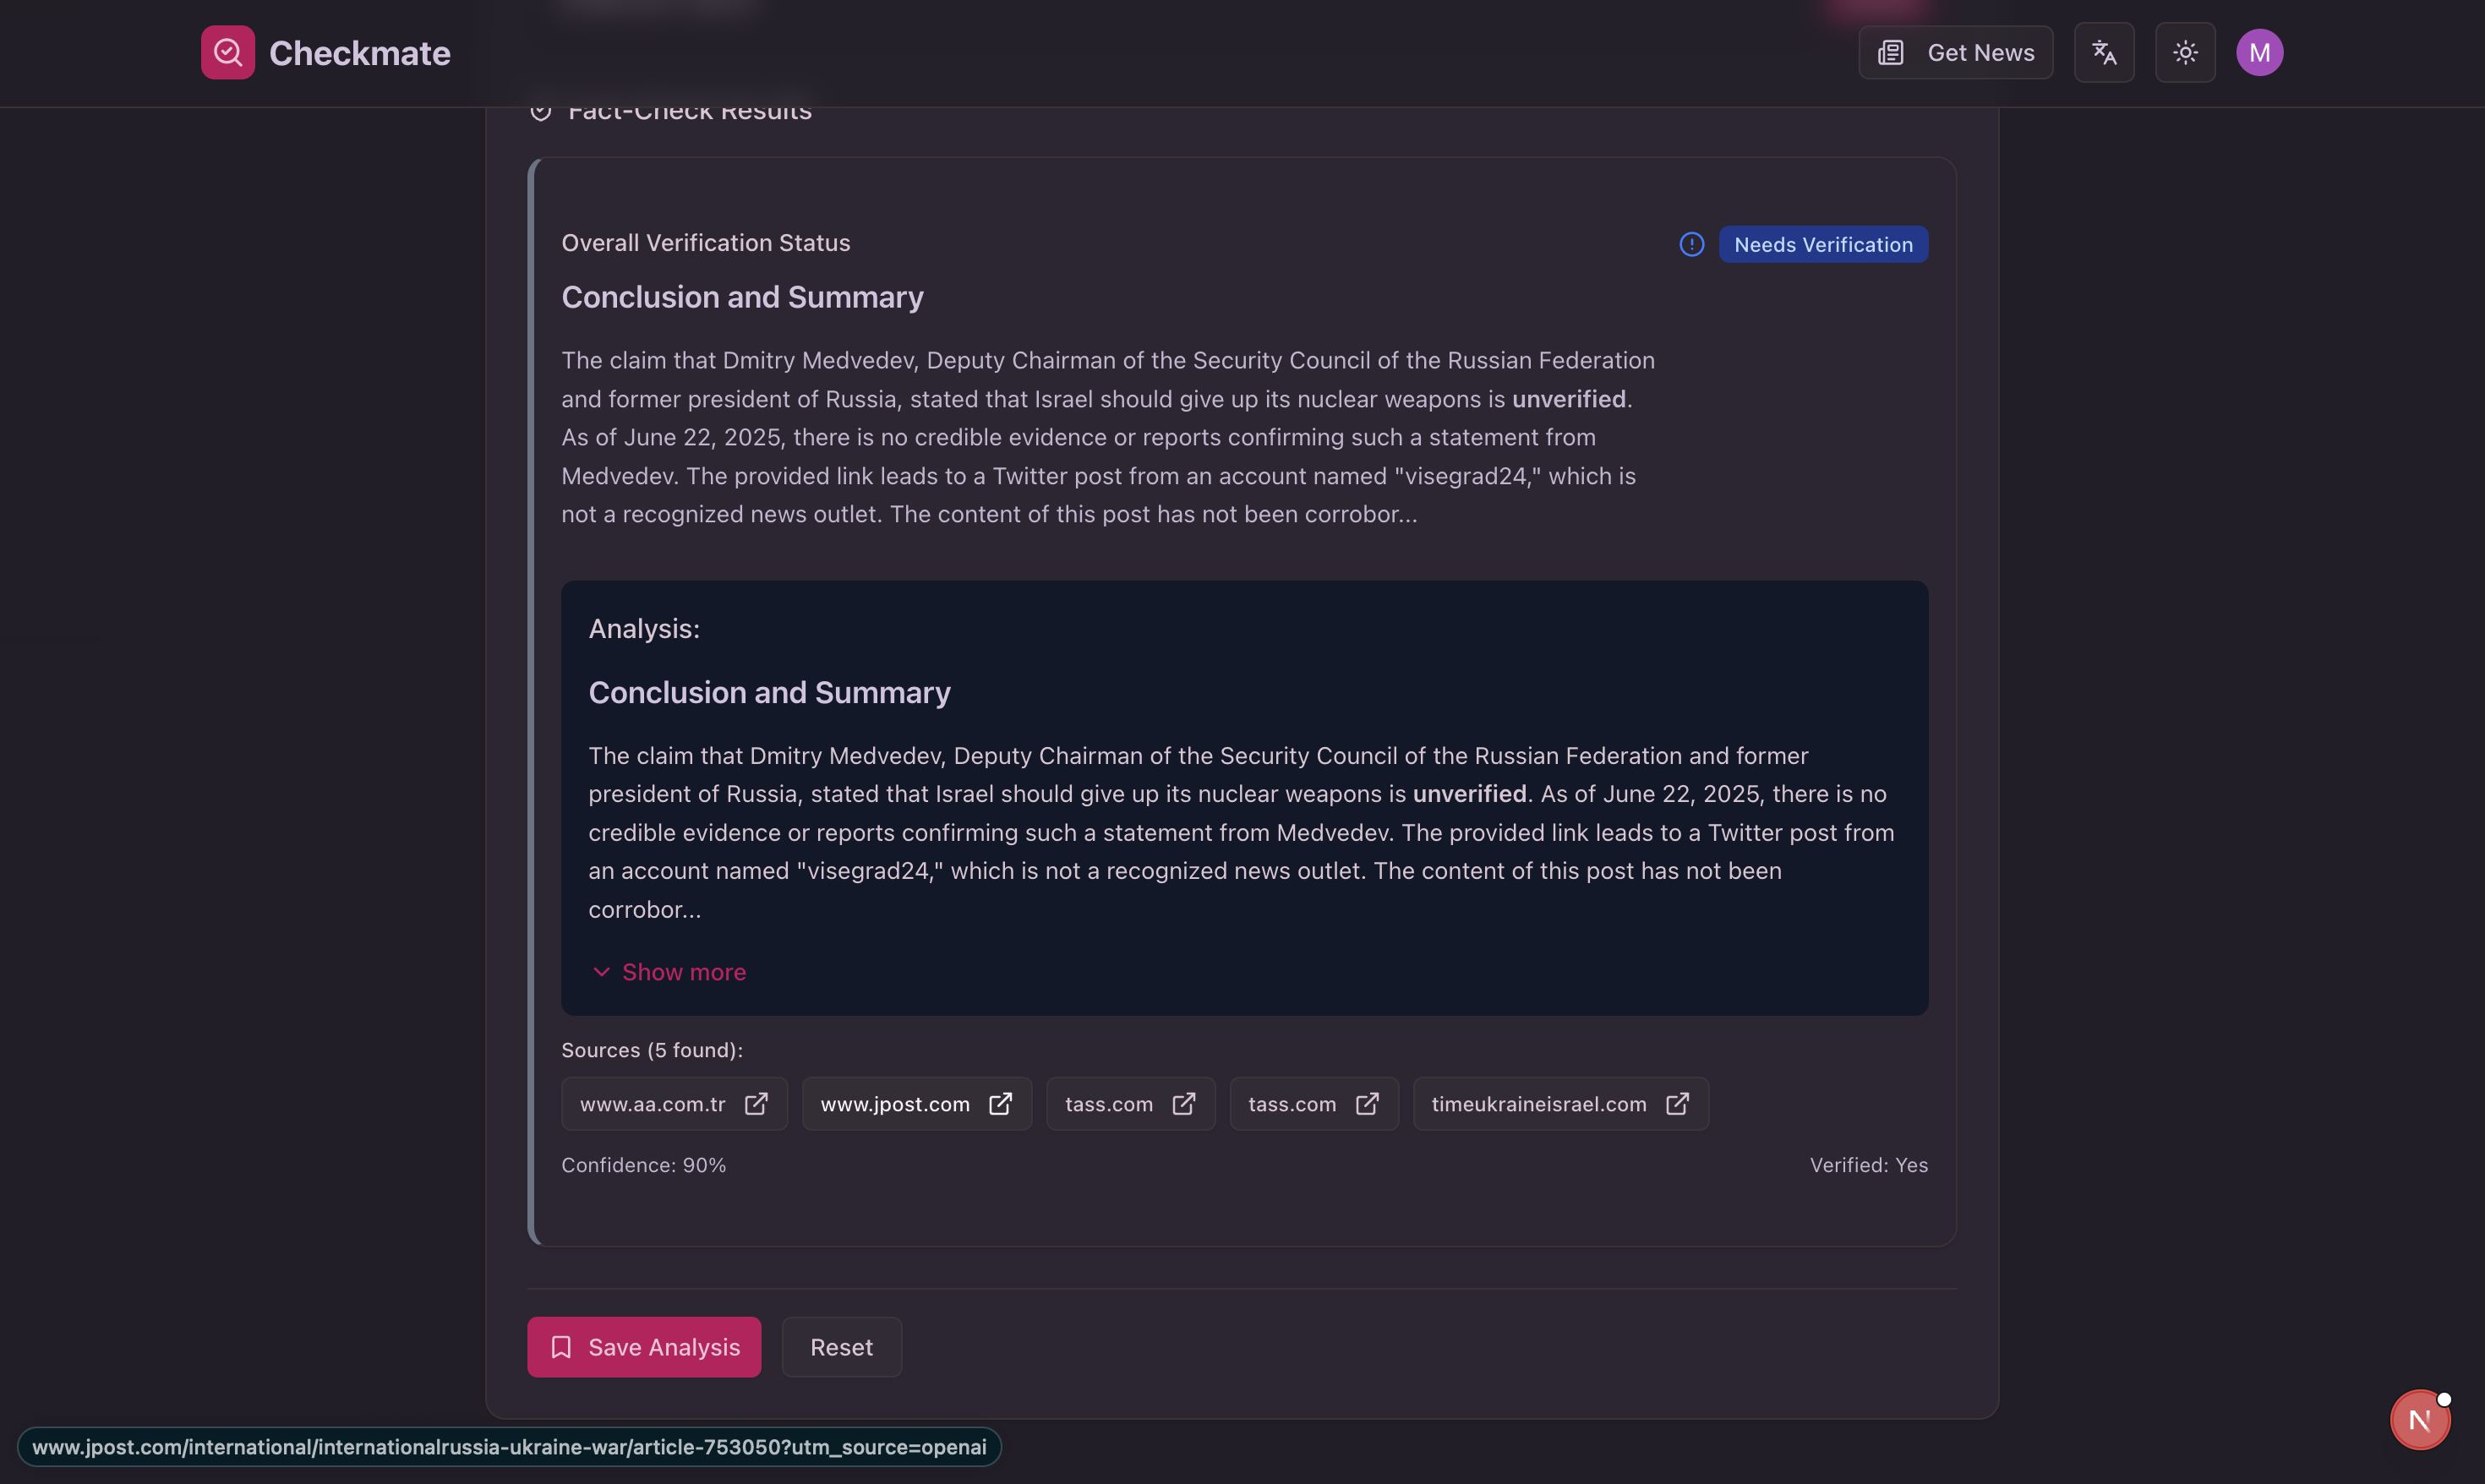 Checkmate
Get News
M
Fact-Check Results
Overall Verification Status
Needs Verification
Conclusion and Summary
The claim that Dmitry Medvedev, Deputy Chairman of the Security Council of the Russian Federation
and former president of Russia, stated that Israel should give up its nuclear weapons is unverified.
As of June 22, 2025, there is no credible evidence or reports confirming such a statement from
Medvedev. The provided link leads to a Twitter post from an account named "visegrad24," which is
not a recognized news outlet. The content of this post has not been corrobor...
Analysis:
Conclusion and Summary
The claim that Dmitry Medvedev, Deputy Chairman of the Security Council of the Russian Federation and former
president of Russia, stated that Israel should give up its nuclear weapons is unverified. As of June 22, 2025, there is no
credible evidence or reports confirming such a statement from Medvedev. The provided link leads to a Twitter post from
an account named "visegrad24," which is not a recognized news outlet. The content of this post has not been
corrobor...
Show more
Sources (5 found):
www.aa.com.tr
www.jpost.com
tass.com
tass.com
timeukraineisrael.com
Confidence: 90%
Verified: Yes
Save Analysis
Reset
N
www.jpost.com/international/internationalrussia-ukraine-war/article-753050?utm_source=openai